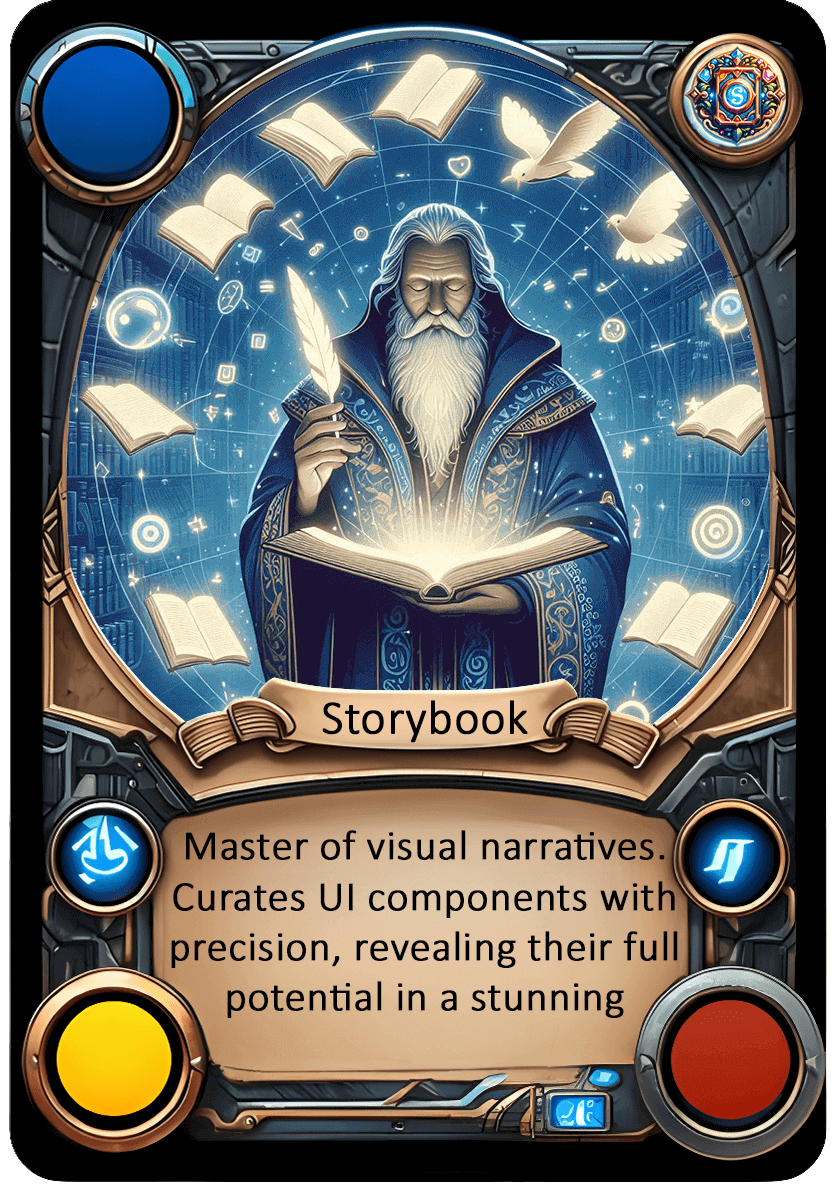 S
Storybook
Master of visual narratives.
Curates UI components with
precision, revealing their full
potential in a stunning